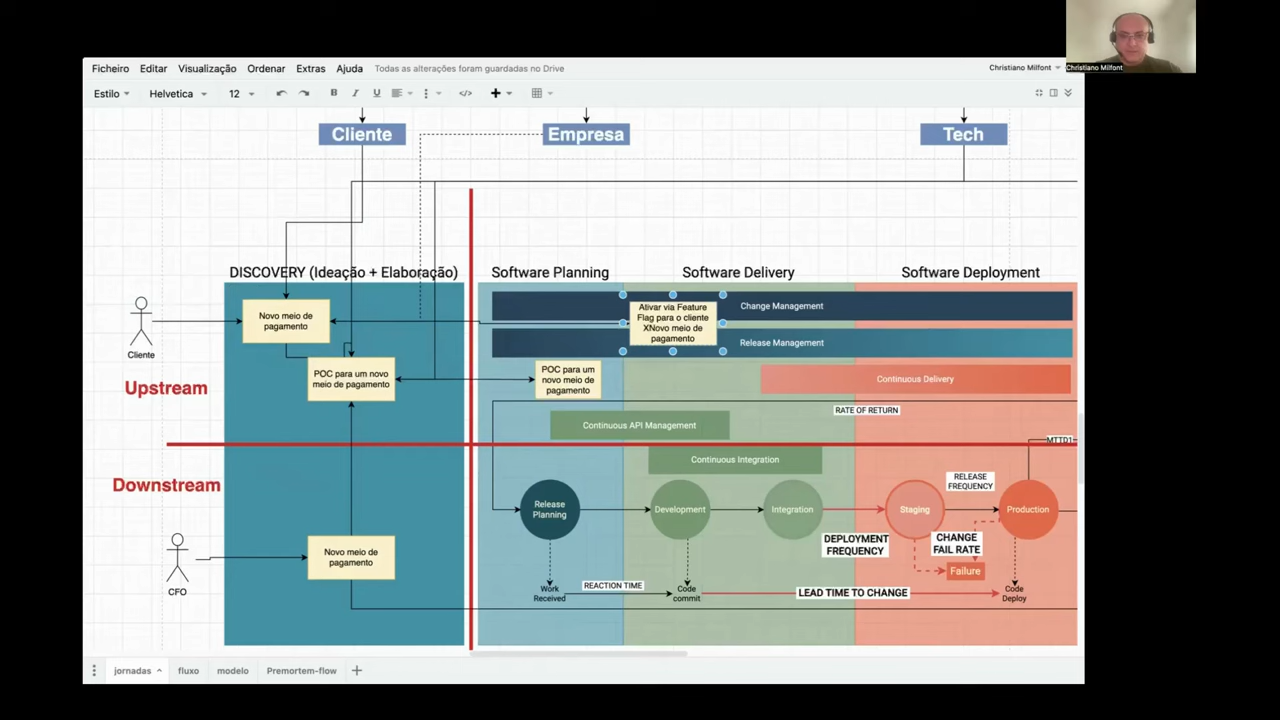 Christiano Milfont
Ficheiro Editar Visualização Ordenar Extras Ajuda Todas as alterações foram guardadas no Drive
Christiano Milfont
Estilo Helvetica 12 B I U
Cliente
Empresa
Tech
DISCOVERY (Ideação + Elaboração)
Software Planning
Software Delivery
Software Deployment
Cliente
Novo meio de
pagamento
Ativar via Feature
Flag para o cliente
XNovo meio de
pagamento
Change Management
Release Management
Upstream
POC para um novo
meio de pagamento
POC para um
novo meio de
pagamento
Continuous Delivery
RATE OF RETURN
Continuous API Management
MTTD1
Continuous Integration
Downstream
Release
Planning
Development
Integration
Staging
RELEASE
FREQUENCY
Production
DEPLOYMENT
FREQUENCY
CHANGE
FAIL RATE
Failure
CFO
Novo meio de
pagamento
Work
Received
REACTION TIME
Code
commit
LEAD TIME TO CHANGE
Code
Deploy
jornadas fluxo modelo Premortem-flow